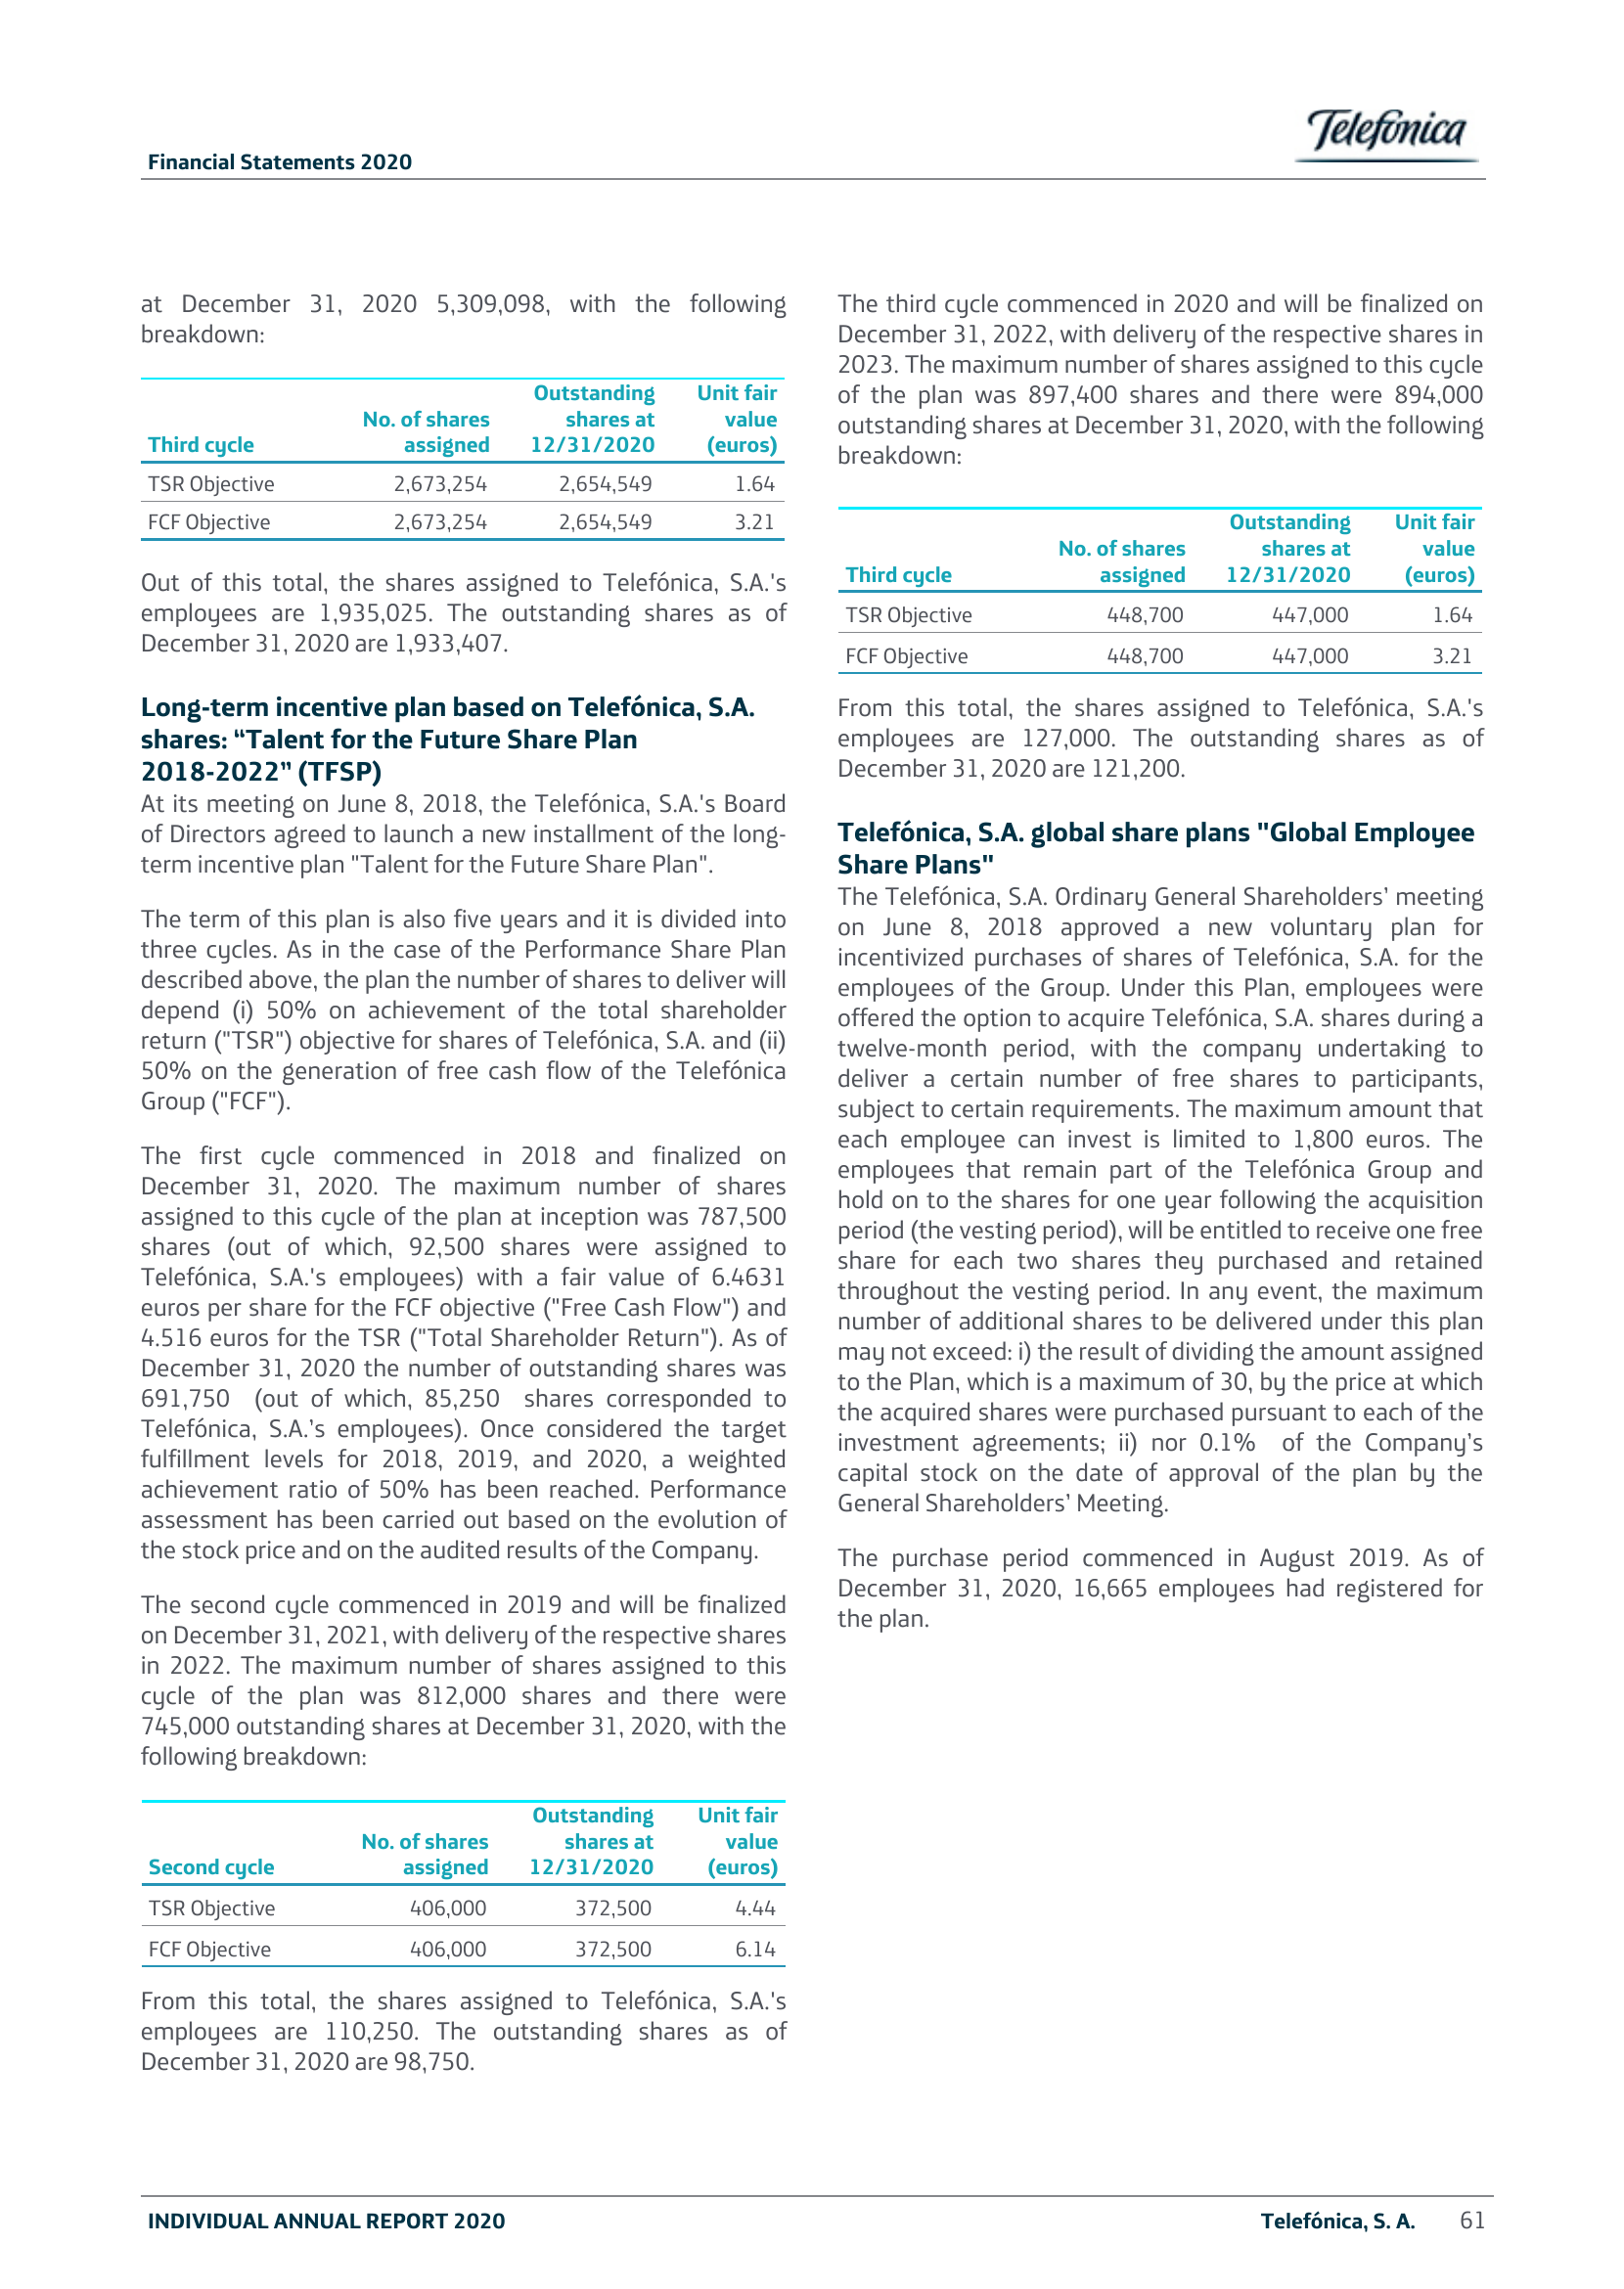 Telefónica
Financial Statements 2020
at December 31, 2020 5,309,098, with the following
breakdown:
Third cycle No. of shares assigned Outstanding shares at 12/31/2020 Unit fair value (euros)
TSR Objective 2,673,254 2,654,549 1.64
FCF Objective 2,673,254 2,654,549 3.21
Out of this total, the shares assigned to Telefónica, S.A.'s
employees are 1,935,025. The outstanding shares as of
December 31, 2020 are 1,933,407.
Long-term incentive plan based on Telefónica, S.A.
shares: “Talent for the Future Share Plan
2018-2022” (TFSP)
At its meeting on June 8, 2018, the Telefónica, S.A.'s Board
of Directors agreed to launch a new installment of the long-
term incentive plan "Talent for the Future Share Plan".
The term of this plan is also five years and it is divided into
three cycles. As in the case of the Performance Share Plan
described above, the plan the number of shares to deliver will
depend (i) 50% on achievement of the total shareholder
return ("TSR") objective for shares of Telefónica, S.A. and (ii)
50% on the generation of free cash flow of the Telefónica
Group ("FCF").
The first cycle commenced in 2018 and finalized on
December 31, 2020. The maximum number of shares
assigned to this cycle of the plan at inception was 787,500
shares (out of which, 92,500 shares were assigned to
Telefónica, S.A.'s employees) with a fair value of 6.4631
euros per share for the FCF objective ("Free Cash Flow") and
4.516 euros for the TSR ("Total Shareholder Return"). As of
December 31, 2020 the number of outstanding shares was
691,750 (out of which, 85,250 shares corresponded to
Telefónica, S.A.’s employees). Once considered the target
fulfillment levels for 2018, 2019, and 2020, a weighted
achievement ratio of 50% has been reached. Performance
assessment has been carried out based on the evolution of
the stock price and on the audited results of the Company.
The second cycle commenced in 2019 and will be finalized
on December 31, 2021, with delivery of the respective shares
in 2022. The maximum number of shares assigned to this
cycle of the plan was 812,000 shares and there were
745,000 outstanding shares at December 31, 2020, with the
following breakdown:
Second cycle No. of shares assigned Outstanding shares at 12/31/2020 Unit fair value (euros)
TSR Objective 406,000 372,500 4.44
FCF Objective 406,000 372,500 6.14
From this total, the shares assigned to Telefónica, S.A.'s
employees are 110,250. The outstanding shares as of
December 31, 2020 are 98,750.
The third cycle commenced in 2020 and will be finalized on
December 31, 2022, with delivery of the respective shares in
2023. The maximum number of shares assigned to this cycle
of the plan was 897,400 shares and there were 894,000
outstanding shares at December 31, 2020, with the following
breakdown:
Third cycle No. of shares assigned Outstanding shares at 12/31/2020 Unit fair value (euros)
TSR Objective 448,700 447,000 1.64
FCF Objective 448,700 447,000 3.21
From this total, the shares assigned to Telefónica, S.A.'s
employees are 127,000. The outstanding shares as of
December 31, 2020 are 121,200.
Telefónica, S.A. global share plans "Global Employee
Share Plans"
The Telefónica, S.A. Ordinary General Shareholders’ meeting
on June 8, 2018 approved a new voluntary plan for
incentivized purchases of shares of Telefónica, S.A. for the
employees of the Group. Under this Plan, employees were
offered the option to acquire Telefónica, S.A. shares during a
twelve-month period, with the company undertaking to
deliver a certain number of free shares to participants,
subject to certain requirements. The maximum amount that
each employee can invest is limited to 1,800 euros. The
employees that remain part of the Telefónica Group and
hold on to the shares for one year following the acquisition
period (the vesting period), will be entitled to receive one free
share for each two shares they purchased and retained
throughout the vesting period. In any event, the maximum
number of additional shares to be delivered under this plan
may not exceed: i) the result of dividing the amount assigned
to the Plan, which is a maximum of 30, by the price at which
the acquired shares were purchased pursuant to each of the
investment agreements; ii) nor 0.1% of the Company’s
capital stock on the date of approval of the plan by the
General Shareholders’ Meeting.
The purchase period commenced in August 2019. As of
December 31, 2020, 16,665 employees had registered for
the plan.
INDIVIDUAL ANNUAL REPORT 2020
Telefónica, S. A. 61